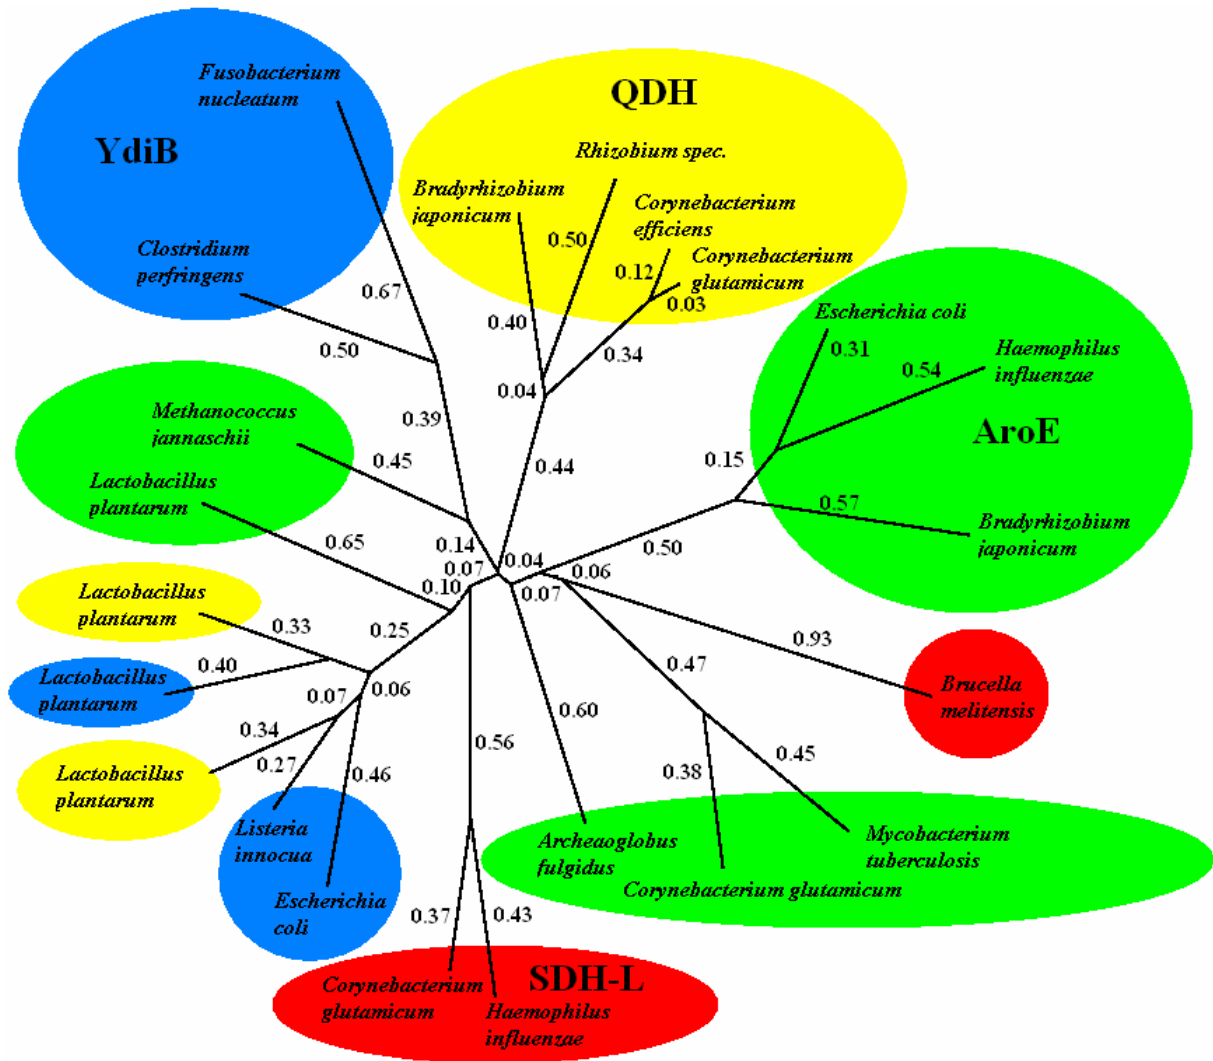 Fusobacterium
nucleatum
YdiB
Clostridium
perfringens
0.67
0.50
0.39
QDH
Rhizobium spec.
Bradyrhizobium
japonicum
Corynebacterium
efficiens
Corynebacterium
glutamicum
0.50
0.12
0.03
0.40
0.34
0.04
0.44
Escherichia coli
0.31
Haemophilus
influenzae
0.54
AroE
0.15
0.57
Bradyrhizobium
japonicum
0.50
Methanococcus
jannaschii
0.45
Lactobacillus
plantarum
0.65
0.14
0.07
0.10
0.04
0.07
0.06
Lactobacillus
plantarum
0.33
0.25
0.40
Lactobacillus
plantarum
0.07
0.06
0.34
0.27
0.46
Lactobacillus
plantarum
Listeria
innocua
Escherichia
coli
0.56
0.60
0.47
0.93
Brucella
melitensis
0.38
0.45
Archeaoglobus
fulgidus
Mycobacterium
tuberculosis
Corynebacterium glutamicum
0.37
0.43
SDH-L
Corynebacterium
glutamicum
Haemophilus
influenzae